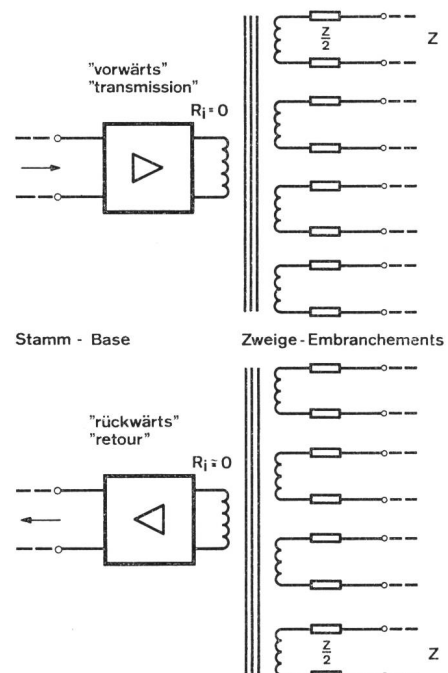 Z/2
Z
"vorwärts"
"transmission"
Ri=0
Stamm - Base
Zweige-Embranchements
"rückwärts"
"retour"
Ri=0
Z/2
Z